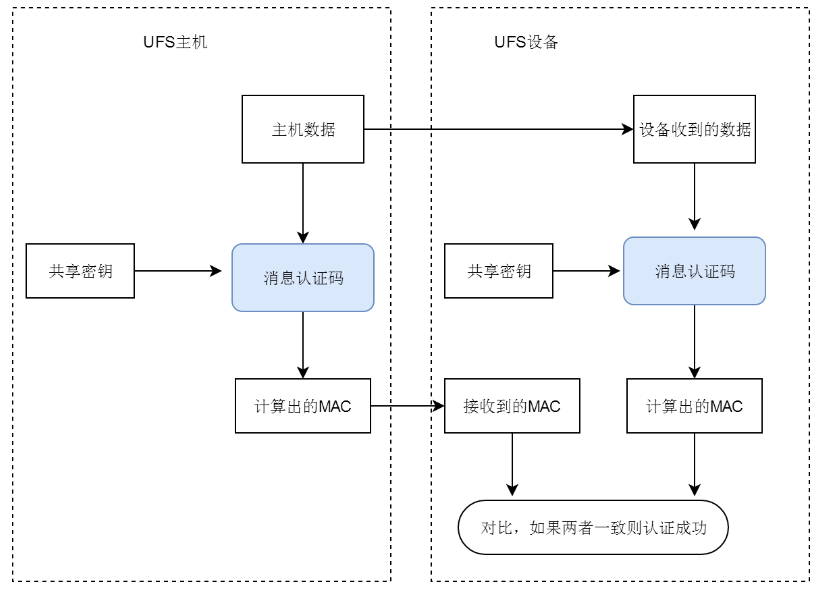 UFS主机
UFS设备
主机数据
设备收到的数据
共享密钥
消息认证码
共享密钥
消息认证码
计算出的MAC
接收到的MAC
计算出的MAC
对比，如果两者一致则认证成功